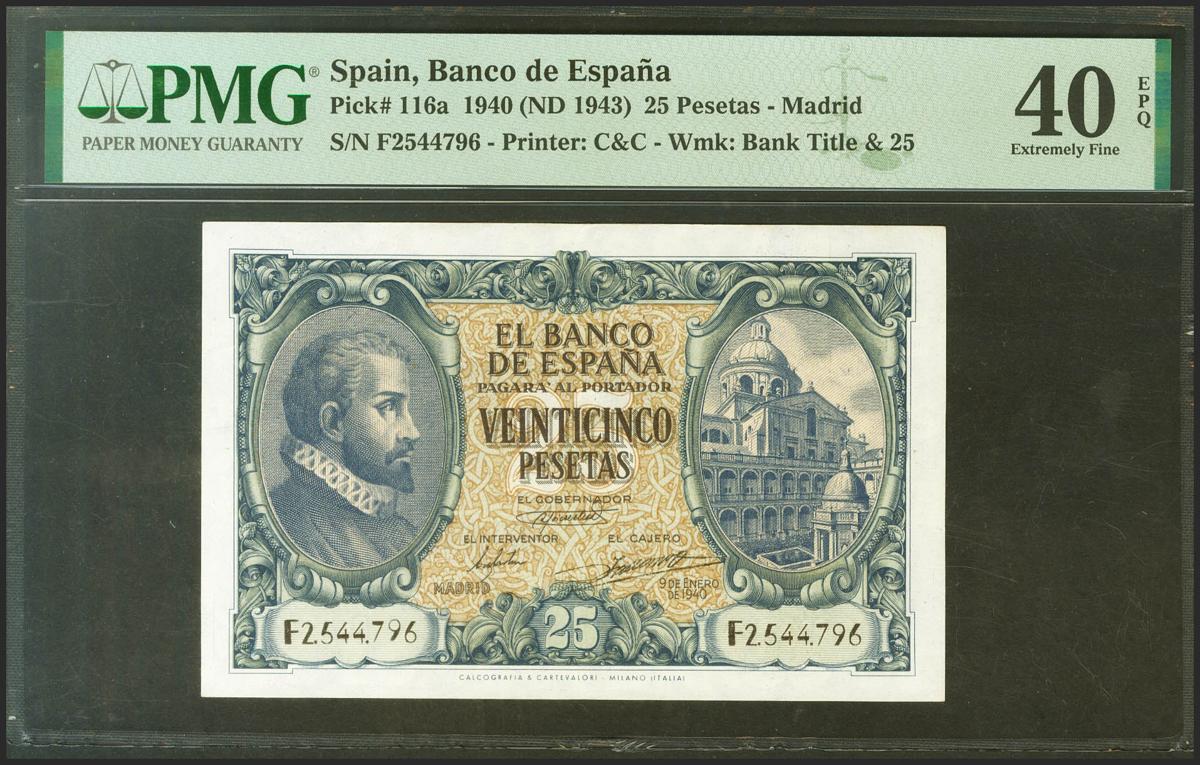 PMG®
PAPER MONEY GUARANTY
Spain, Banco de España
Pick# 116a 1940 (ND 1943) 25 Pesetas - Madrid
S/N F2544796 - Printer: C&C - Wmk: Bank Title & 25
40
EPQ
Extremely Fine
EL BANCO
DE ESPAÑA
PAGARA' AL PORTADOR
25
VEINTICINCO
PESETAS
EL GOBERNADOR
EL INTERVENTOR EL CAJERO
MADRID
9 DE ENERO
DE 1940
F2.544.796
25
F2.544.796
CALCOGRAFIA & CARTEVALORI - MILANO (ITALIA)